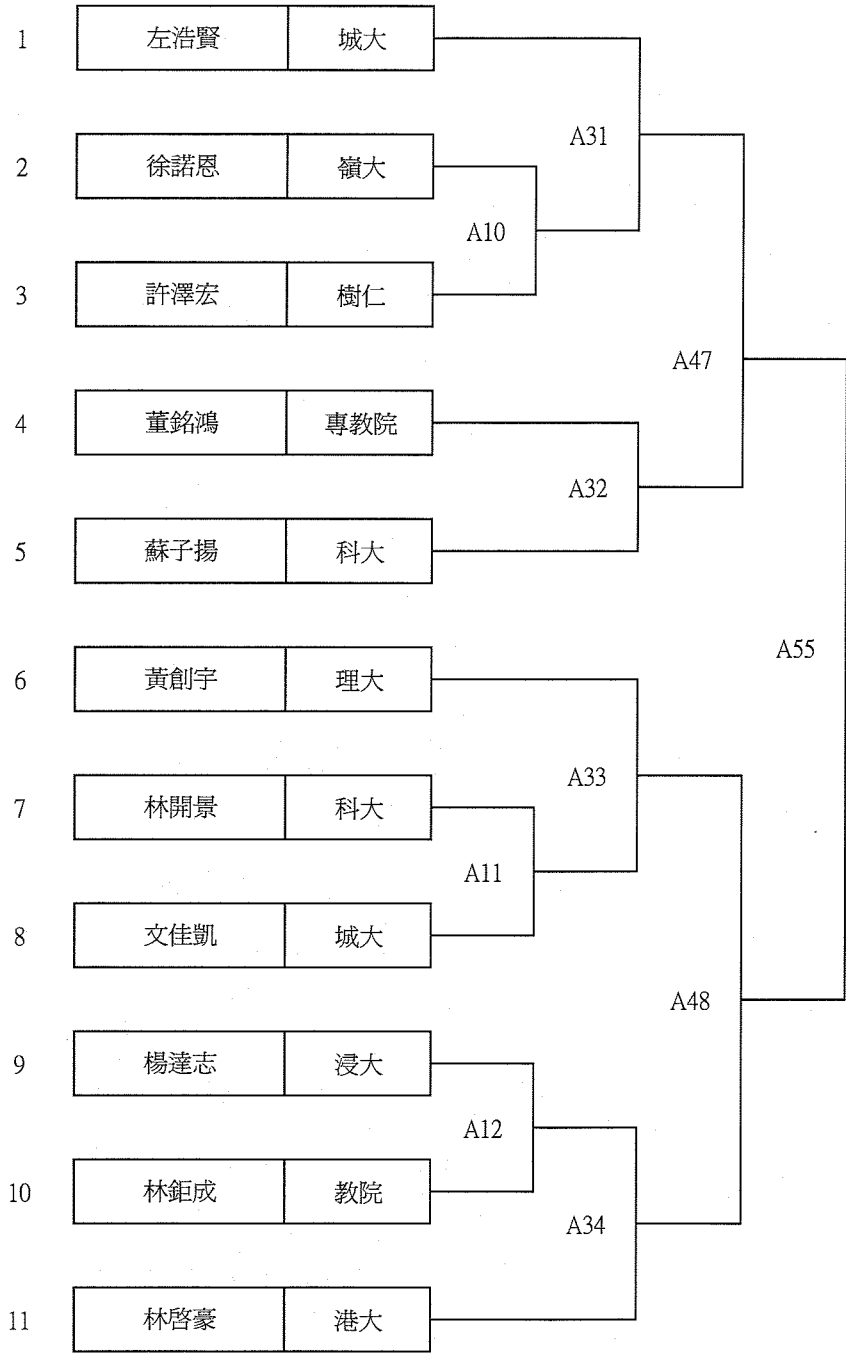 1 左浩賢 城大
A31
2 徐諾恩 嶺大
A10
3 許澤宏 樹仁
A47
4 董銘鴻 專教院
A32
5 蘇子揚 科大
A55
6 黃創宇 理大
A33
7 林開景 科大
A11
8 文佳凱 城大
A48
9 楊達志 浸大
A12
10 林鉅成 教院
A34
11 林啓豪 港大